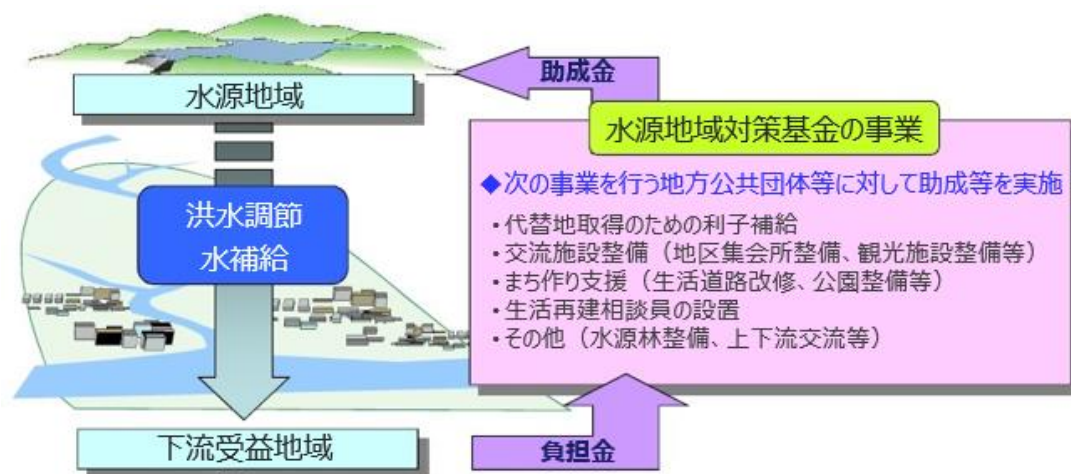 助成金
水源地域
水源地域対策基金の事業
◆次の事業を行う地方公共団体等に対して助成等を実施
・代替地取得のための利子補給
・交流施設整備（地区集会所整備、観光施設整備等）
・まち作り支援（生活道路改修、公園整備等）
・生活再建相談員の設置
・その他（水源林整備、上下流交流等）
洪水調節
水補給
下流受益地域
負担金